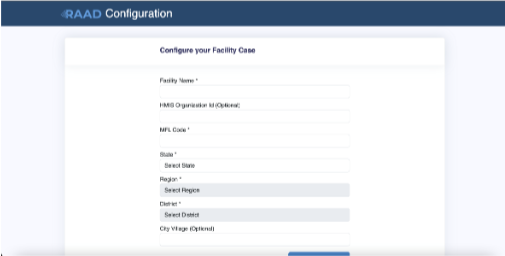 RAAD Configuration
Configure your Facility Case
Facility Name *
HMIS Organization Id (Optional)
MFL Code *
State *
Select State
Region *
Select Region
District *
Select District
City Village (Optional)